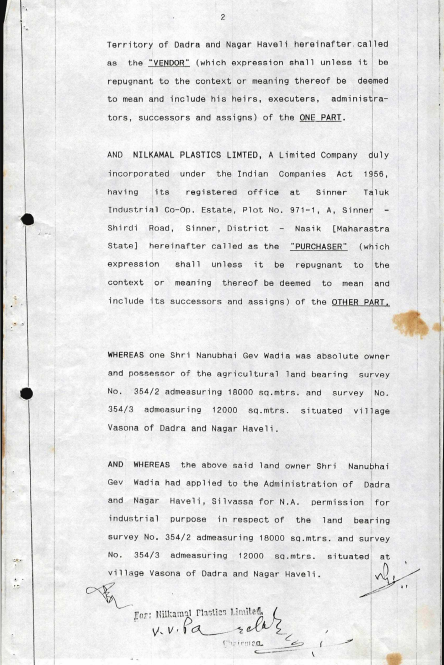 2
Territory of Dadra and Nagar Haveli hereinafter called
as the "VENDOR" (which expression shall unless it be
repugnant to the context or meaning thereof be deemed
to mean and include his heirs, executers, administra-
tors, successors and assigns) of the ONE PART.
AND NILKAMAL PLASTICS LIMTED, A Limited Company duly
incorporated under the Indian Companies Act 1956,
having its registered office at Sinner Taluk
Industrial Co-Op. Estate, Plot No. 971-1, A, Sinner -
Shirdi Road, Sinner, District - Nasik [Maharastra
State] hereinafter called as the "PURCHASER" (which
expression shall unless it be repugnant to the
context or meaning thereof be deemed to mean and
include its successors and assigns) of the OTHER PART.
WHEREAS one Shri Nanubhai Gev Wadia was absolute owner
and possessor of the agricultural land bearing survey
No. 354/2 admeasuring 18000 sq.mtrs. and survey No.
354/3 admeasuring 12000 sq.mtrs. situated village
Vasona of Dadra and Nagar Haveli.
AND WHEREAS the above said land owner Shri Nanubhai
Gev Wadia had applied to the Administration of Dadra
and Nagar Haveli, Silvassa for N.A. permission for
industrial purpose in respect of the land bearing
survey No. 354/2 admeasuring 18000 sq.mtrs. and survey
No. 354/3 admeasuring 12000 sq.mtrs. situated at
village Vasona of Dadra and Nagar Haveli.
For: Nilkamal Plastics Limited,
V.V.
Chairman